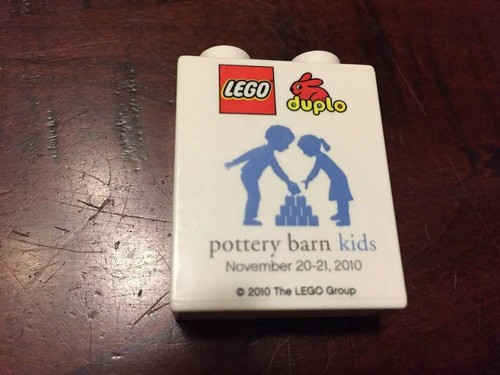 LEGO duplo
pottery barn kids
November 20-21, 2010
© 2010 The LEGO Group